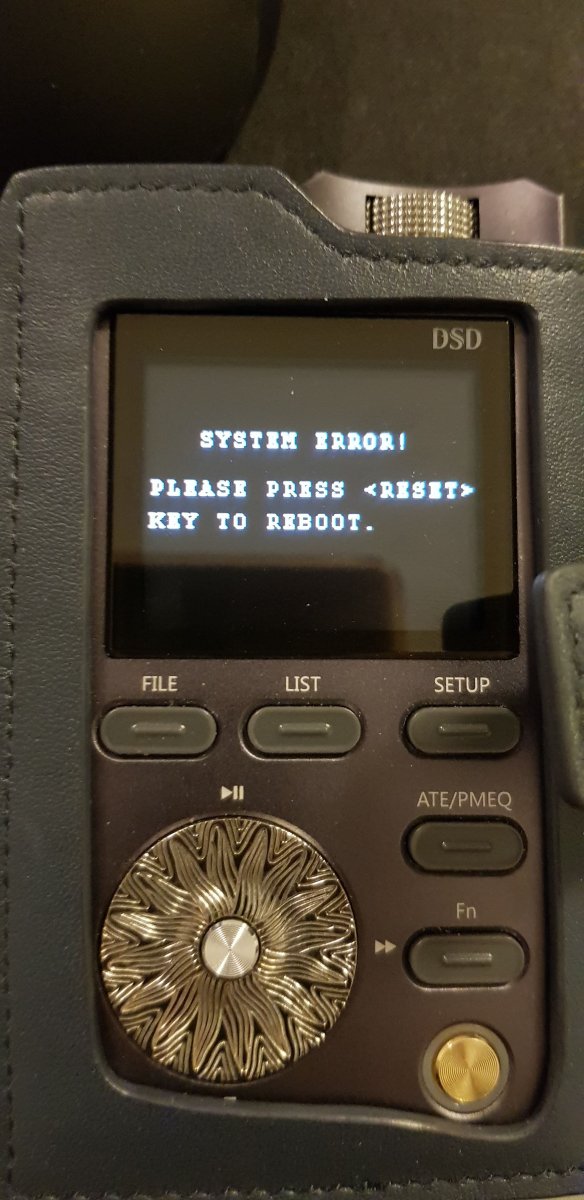 DSD
SYSTEM ERROR!
PLEASE PRESS <RESET>
KEY TO REBOOT.
FILE LIST SETUP
ATE/PMEQ
Fn